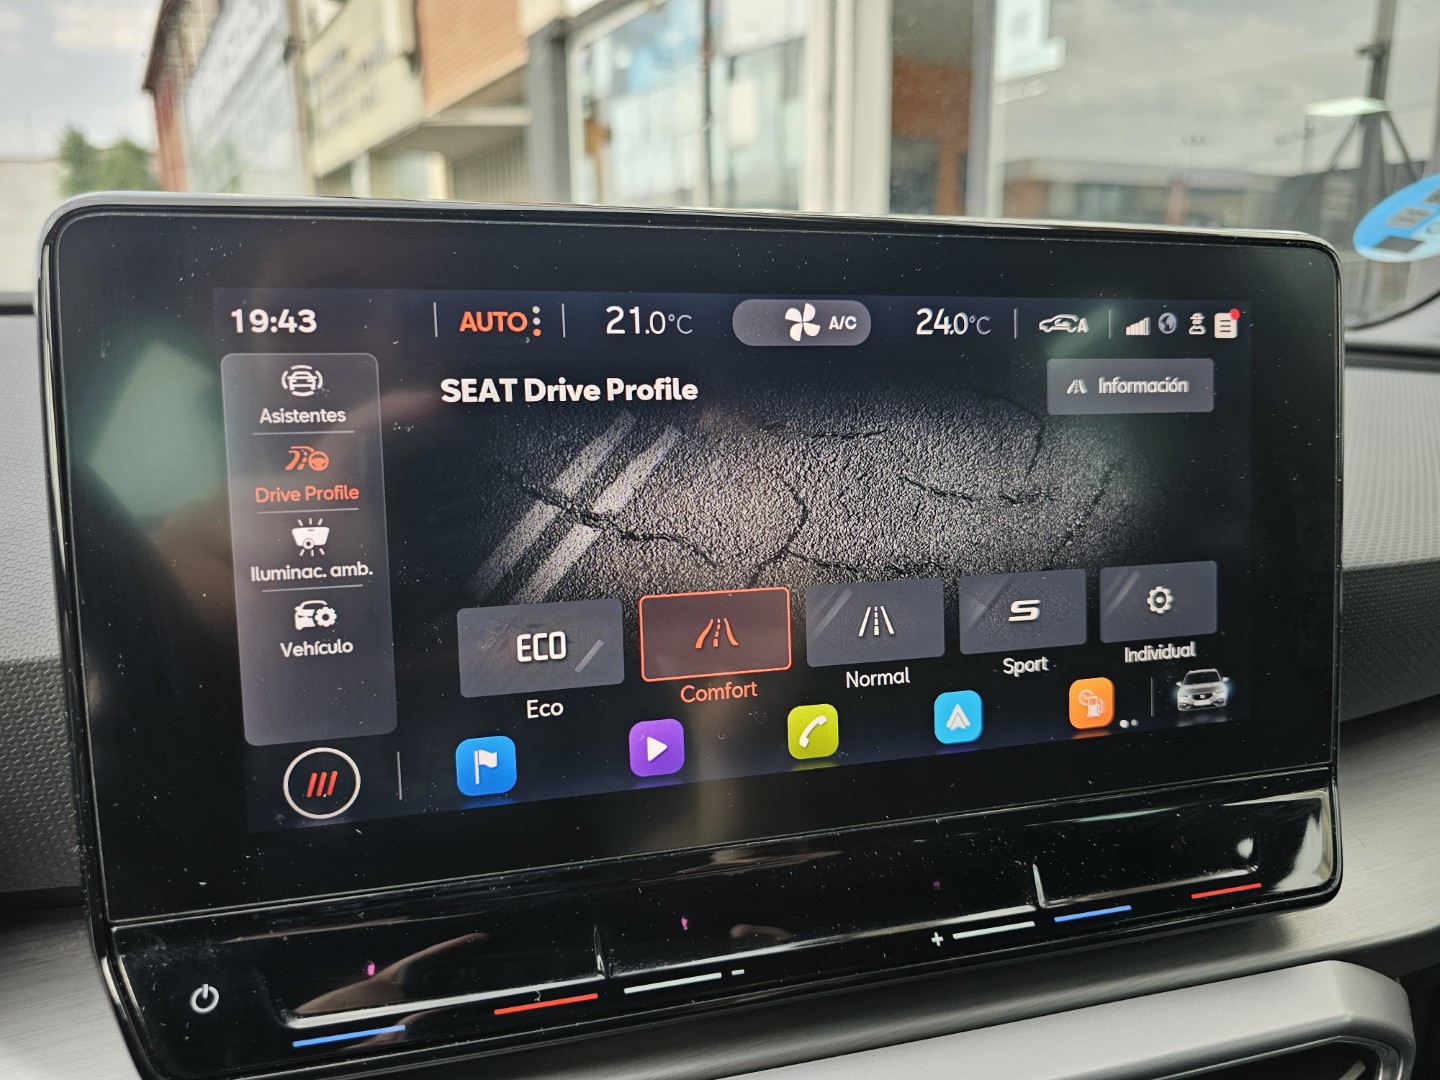 19:43
AUTO
21.0°C
A/C
24.0°C
A
Asistentes
Drive Profile
Iluminac. amb.
Vehículo
SEAT Drive Profile
Información
ECO
Eco
Comfort
Normal
S
Sport
Individual
+
-